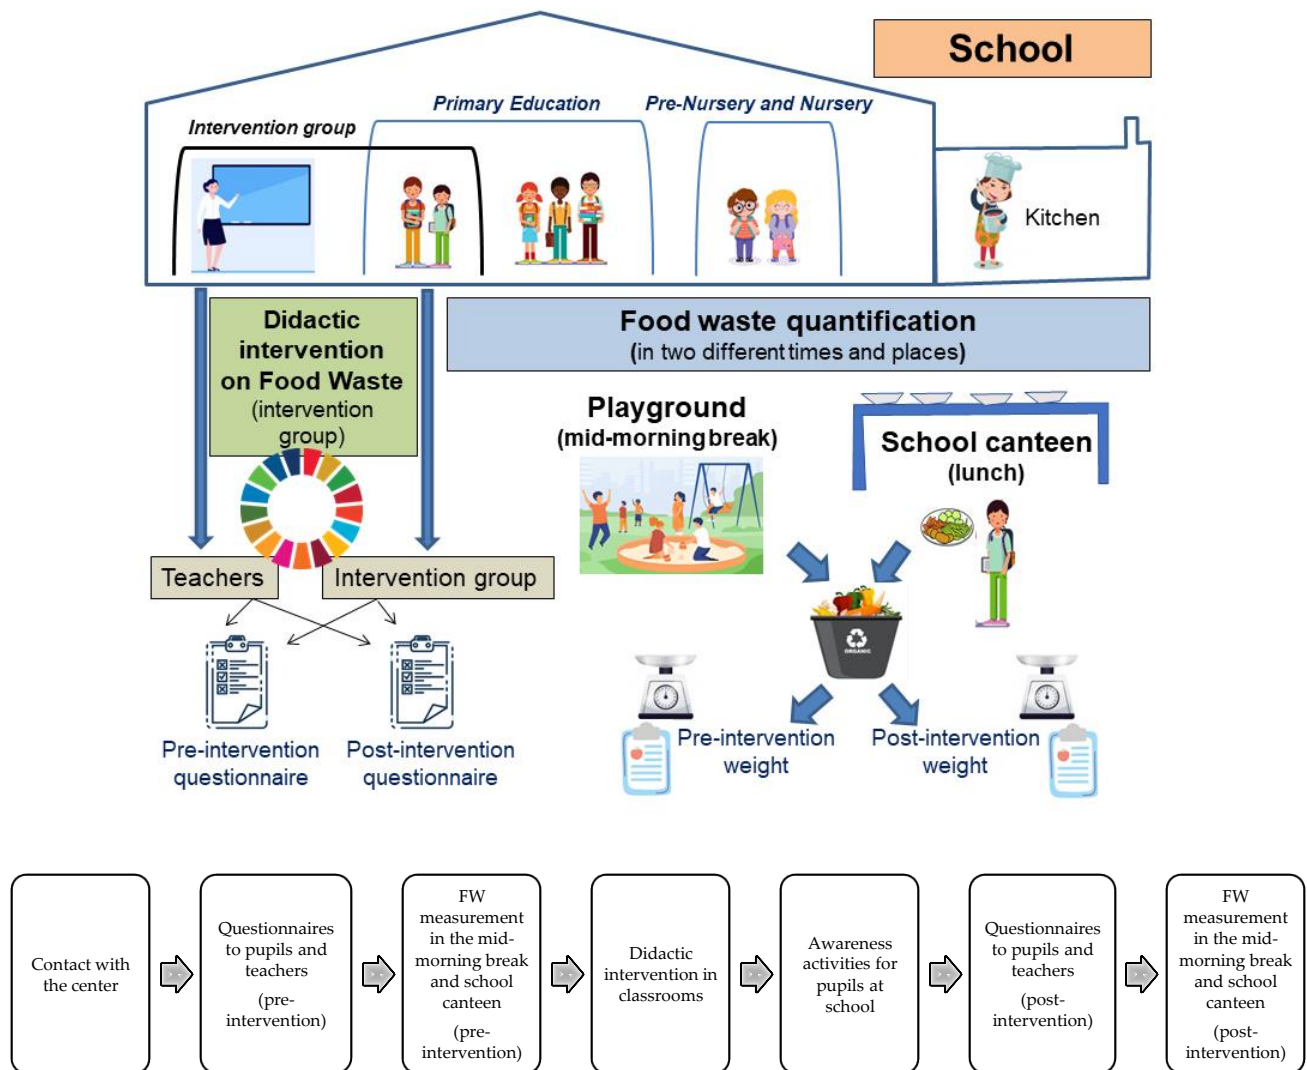 School
Primary Education
Pre-Nursery and Nursery
Intervention group
Kitchen
Didactic
intervention
on Food Waste
(intervention
group)
Food waste quantification
(in two different times and places)
Playground
(mid-morning break)
School canteen
(lunch)
Teachers
Intervention group
ORGANIC
Pre-intervention
questionnaire
Post-intervention
questionnaire
Pre-intervention
weight
Post-intervention
weight
Contact with
the center
Questionnaires
to pupils and
teachers
(pre-
intervention)
FW
measurement
in the mid-
morning break
and school
canteen
(pre-
intervention)
Didactic
intervention in
classrooms
Awareness
activities for
pupils at
school
Questionnaires
to pupils and
teachers
(post-
intervention)
FW
measurement
in the mid-
morning break
and school
canteen
(post-
intervention)